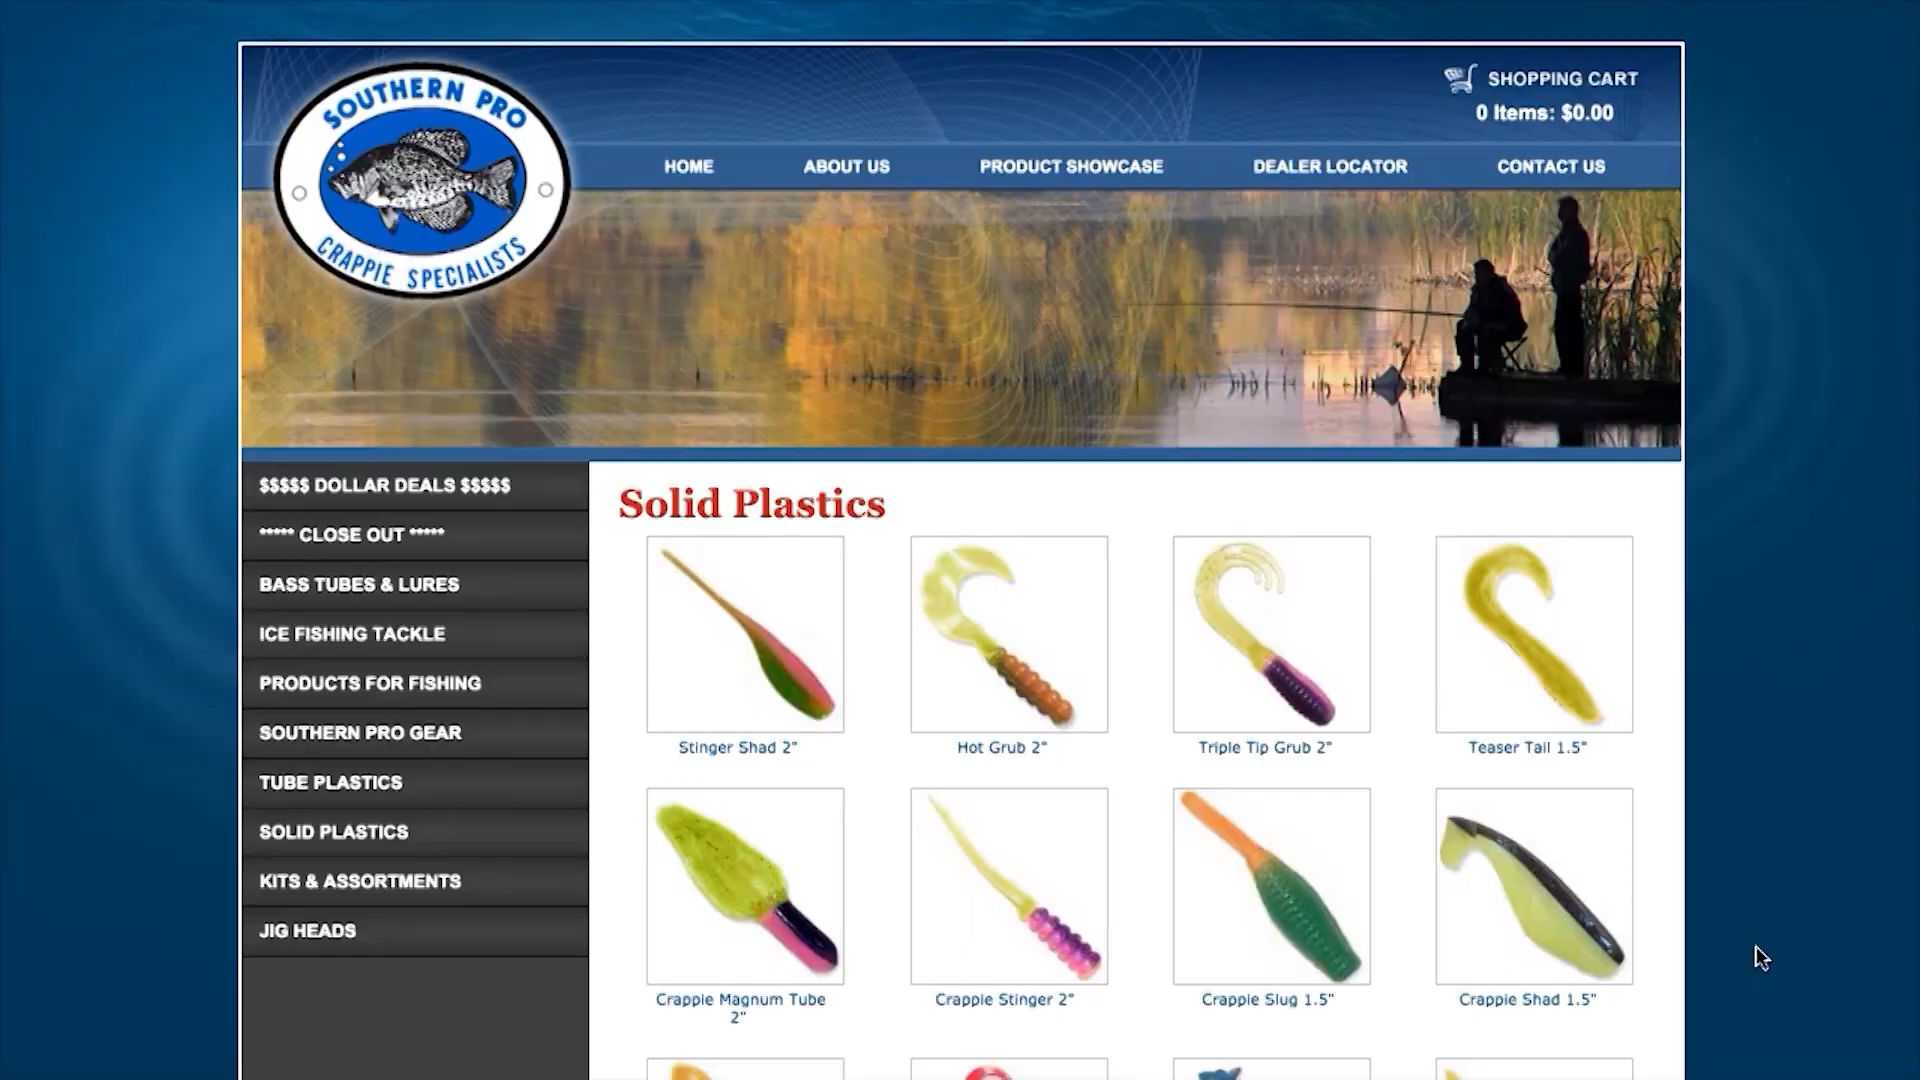 SOUTHERN PRO
CRAPPIE SPECIALISTS
SHOPPING CART
0 Items: $0.00
HOME
ABOUT US
PRODUCT SHOWCASE
DEALER LOCATOR
CONTACT US
$$$$$ DOLLAR DEALS $$$$$
***** CLOSE OUT *****
BASS TUBES & LURES
ICE FISHING TACKLE
PRODUCTS FOR FISHING
SOUTHERN PRO GEAR
TUBE PLASTICS
SOLID PLASTICS
KITS & ASSORTMENTS
JIG HEADS
Solid Plastics
Stinger Shad 2"
Hot Grub 2"
Triple Tip Grub 2"
Teaser Tail 1.5"
Crappie Magnum Tube
2"
Crappie Stinger 2"
Crappie Slug 1.5"
Crappie Shad 1.5"